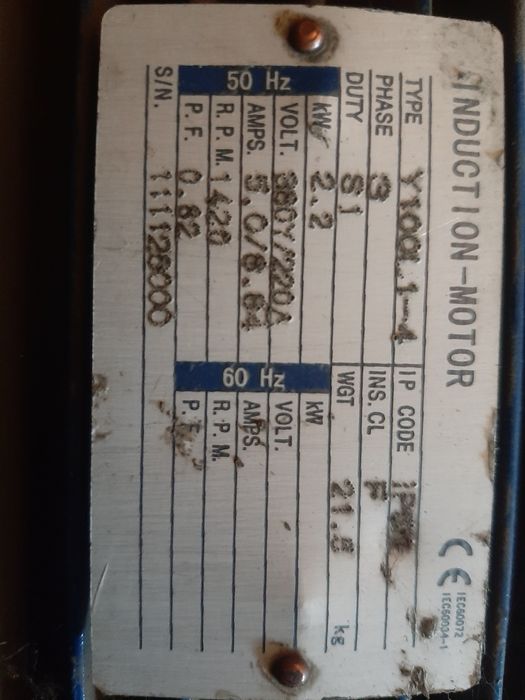 INDUCTION-MOTOR
CE IEC60072
IEC60034-1
TYPE Y100L1-4 IP CODE
PHASE 3 INS. CL F
DUTY S1 WGT 21.5 kg
50 Hz 60 Hz
kW 2.2 kW
VOLT. 380Y/220Δ VOLT.
AMPS. 5.0/8.64 AMPS.
R.P.M. 1420 R.P.M.
P.F. 0.82 P.F.
S/N. 111128006